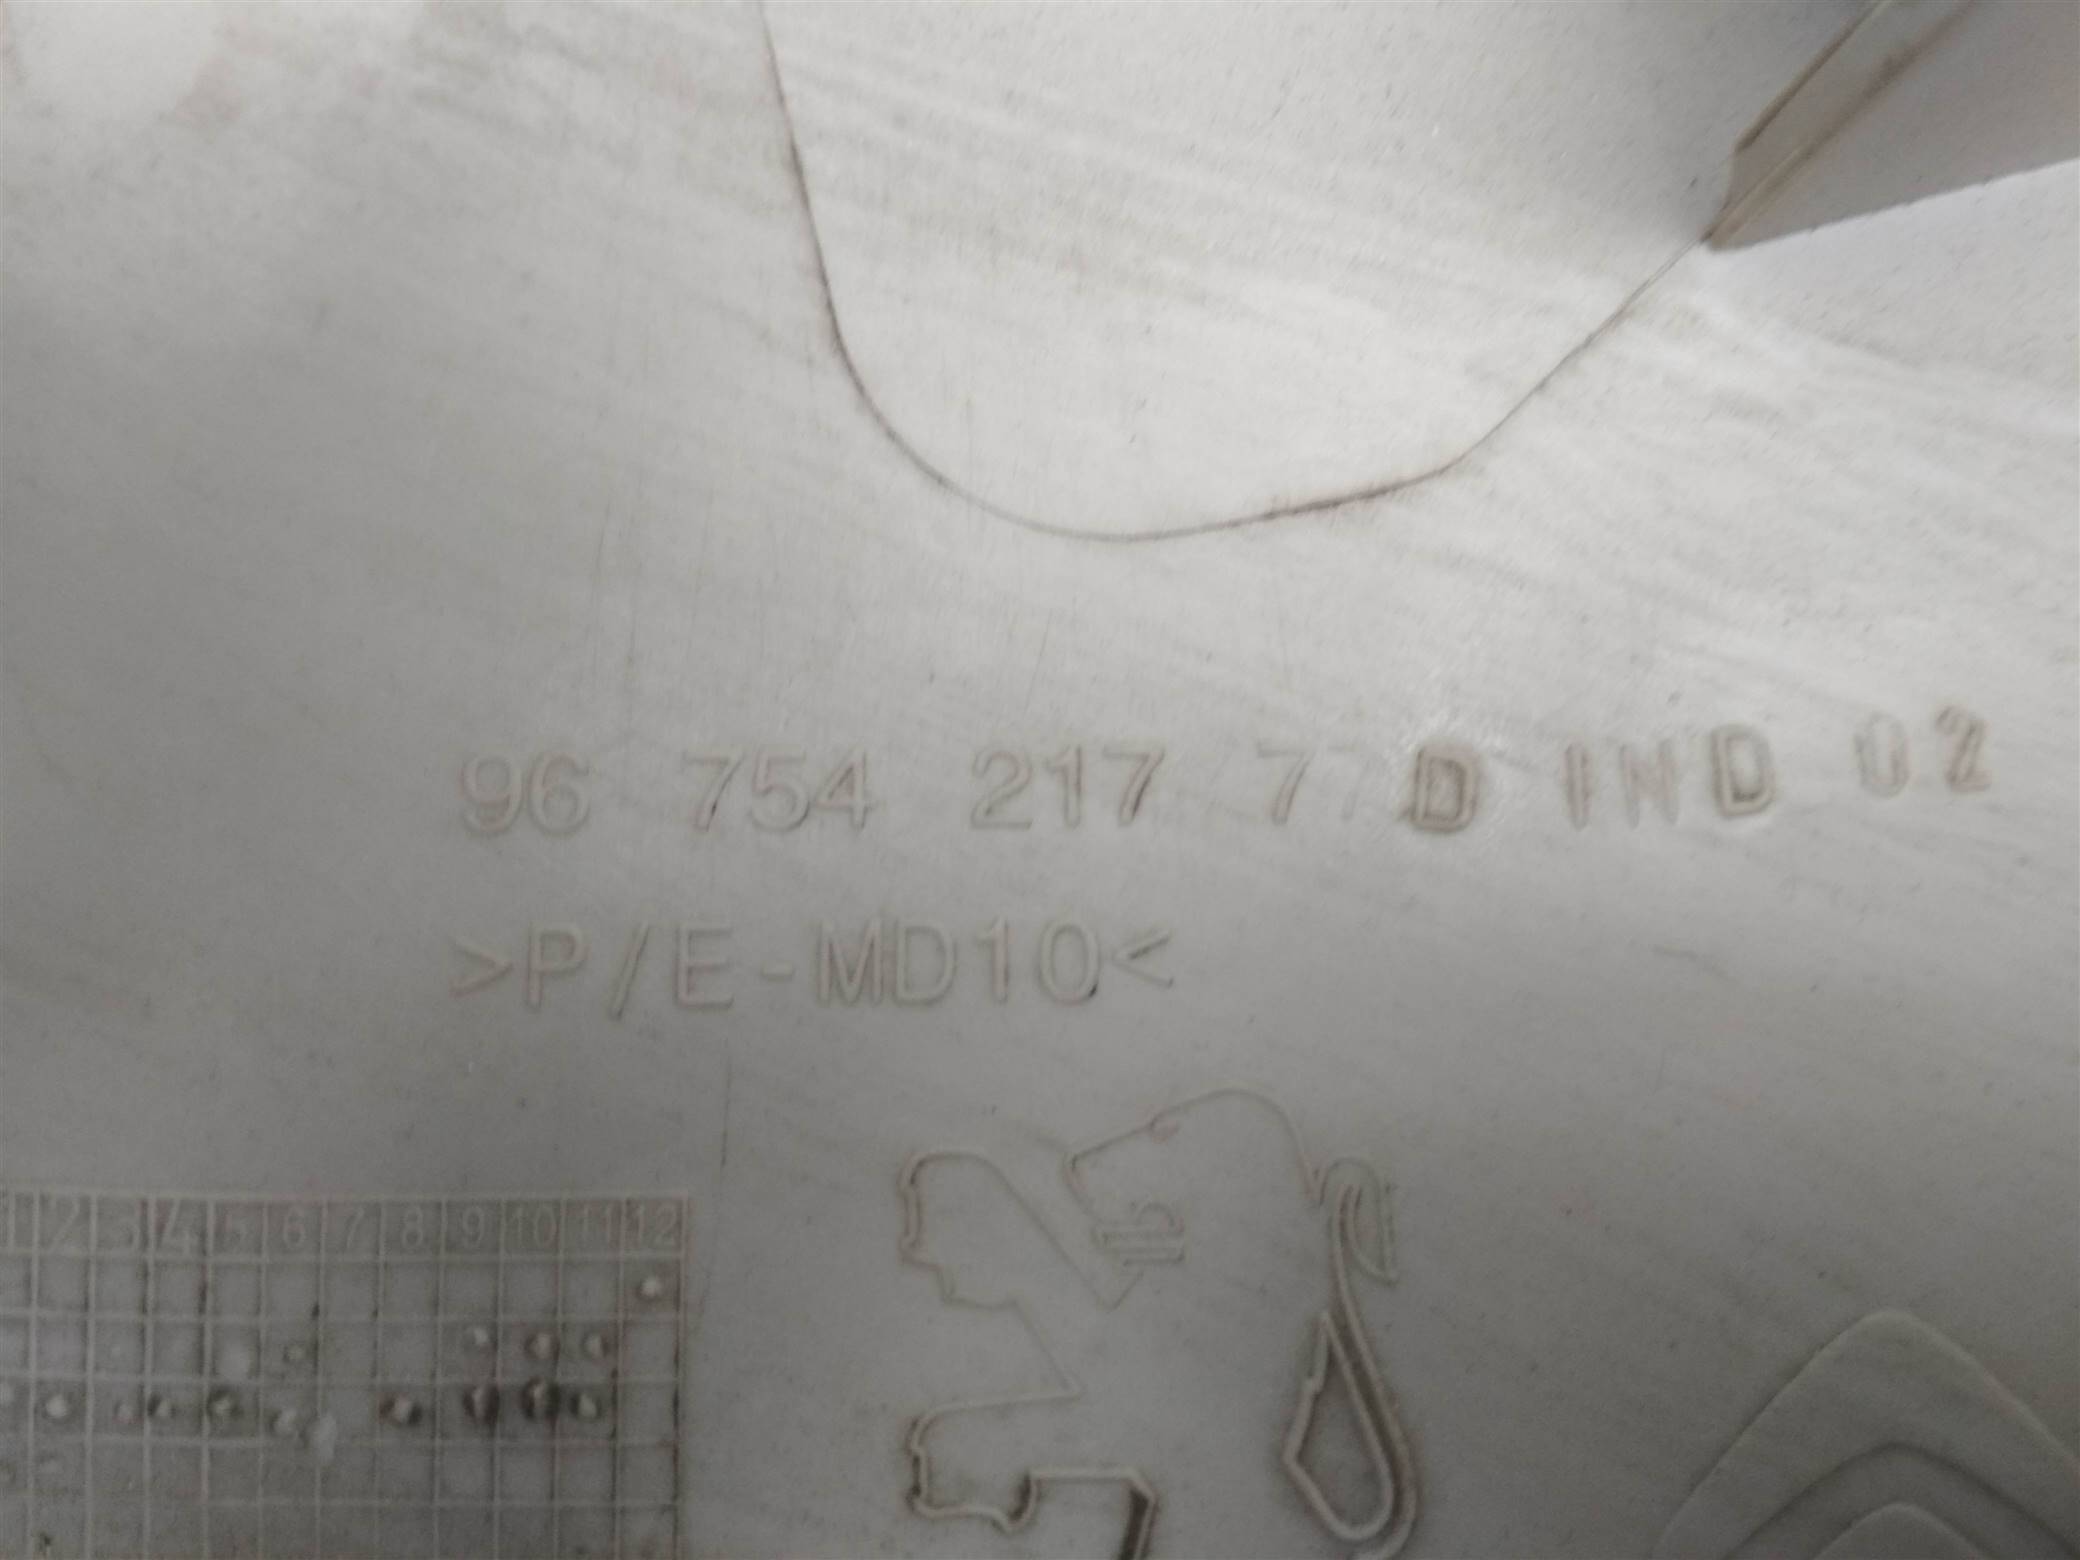 96 754 217 77 D IND 02
>P/E-MD10<
1 2 3 4 5 6 7 8 9 10 11 12